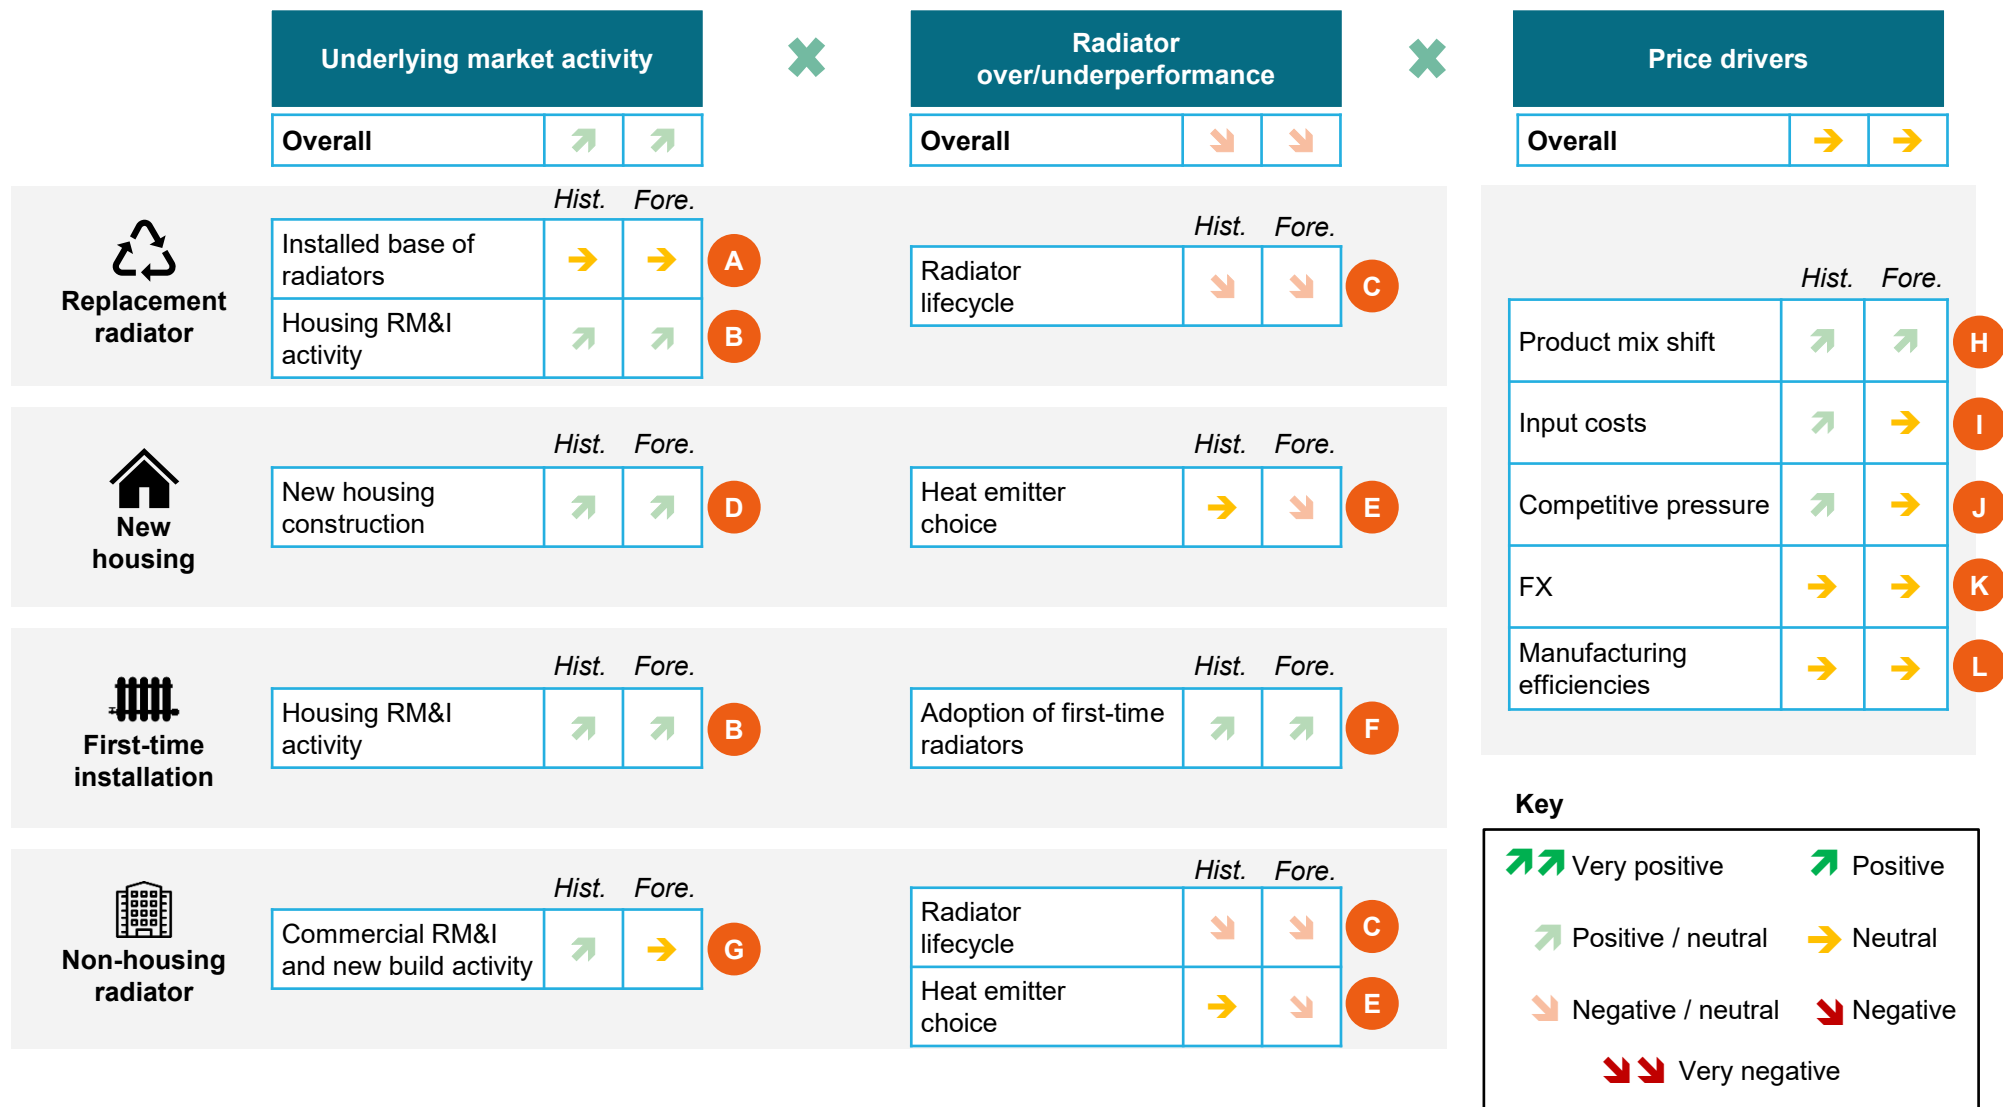 Underlying market activity
Radiator
over/underperformance
Price drivers
Overall
Overall
Overall
Replacement
radiator
Hist. Fore.
Installed base of
radiators
A
Housing RM&I
activity
B
Hist. Fore.
Radiator
lifecycle
C
New
housing
Hist. Fore.
New housing
construction
D
Hist. Fore.
Heat emitter
choice
E
First-time
installation
Hist. Fore.
Housing RM&I
activity
B
Hist. Fore.
Adoption of first-time
radiators
F
Non-housing
radiator
Hist. Fore.
Commercial RM&I
and new build activity
G
Hist. Fore.
Radiator
lifecycle
C
Heat emitter
choice
E
Hist. Fore.
Product mix shift
H
Input costs
I
Competitive pressure
J
FX
K
Manufacturing
efficiencies
L
Key
Very positive
Positive
Positive / neutral
Neutral
Negative / neutral
Negative
Very negative